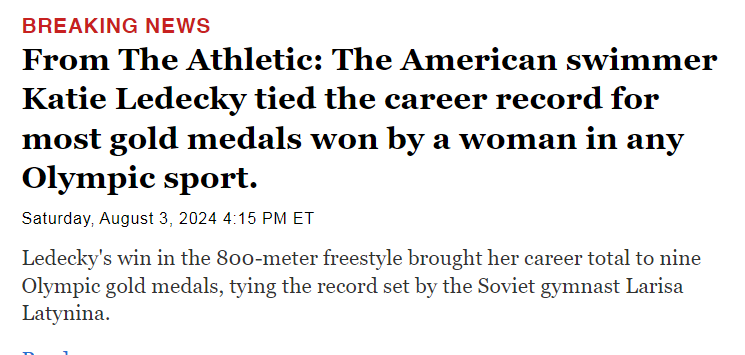 BREAKING NEWS
From The Athletic: The American swimmer
Katie Ledecky tied the career record for
most gold medals won by a woman in any
Olympic sport.
Saturday, August 3, 2024 4:15 PM ET
Ledecky's win in the 800-meter freestyle brought her career total to nine
Olympic gold medals, tying the record set by the Soviet gymnast Larisa
Latynina.